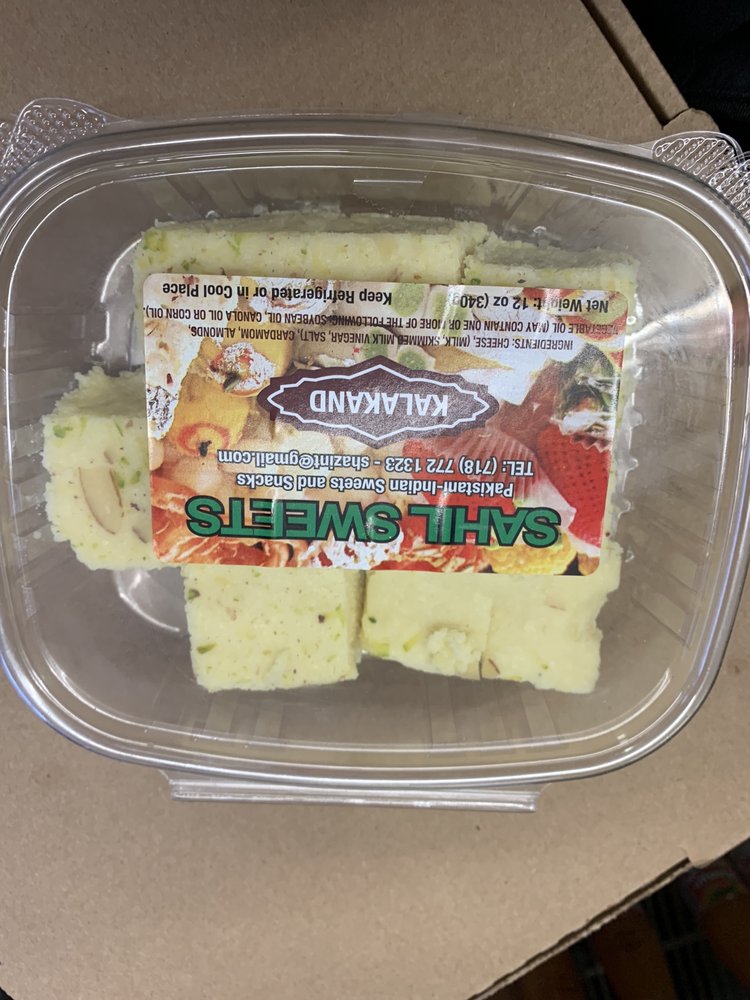 SAHIL SWEETS
Pakistani-Indian Sweets and Snacks
TEL: (718) 772 1323 - shazint@gmail.com
KALAKAND
INGREDIENTS: CHEESE (MILK, SKIMMED MILK VINEGAR, SALT), CARDAMOM, ALMONDS,
VEGETABLE OIL (MAY CONTAIN ONE OR MORE OF THE FOLLOWING: SOYBEAN OIL, CANOLA OIL OR CORN OIL),
Net Weight: 12 oz (340g) Keep Refrigerated or in Cool Place